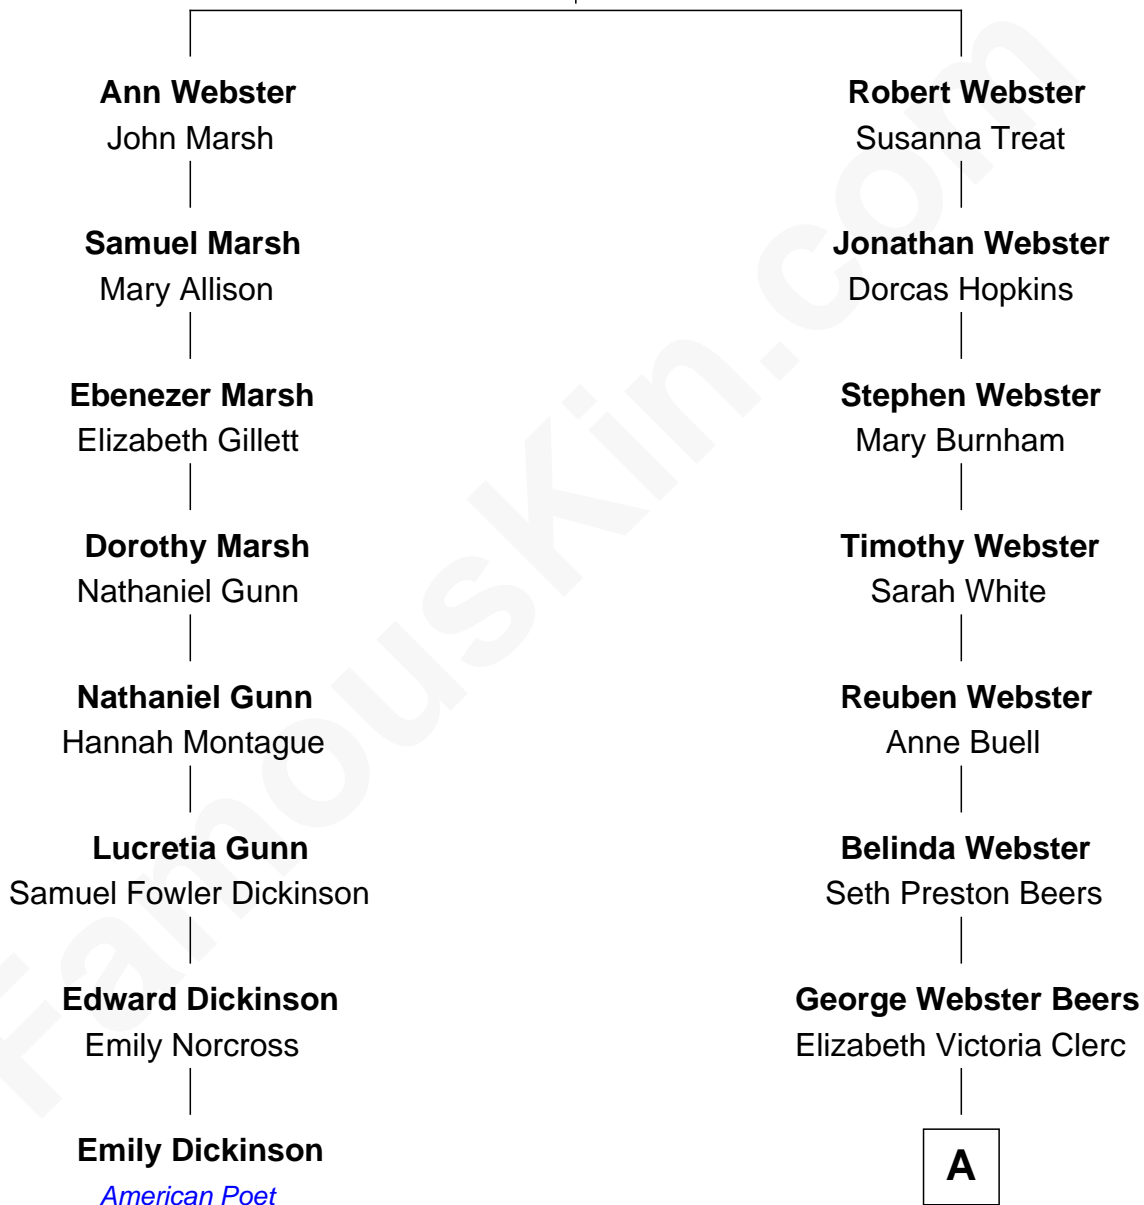 Ann Webster
John Marsh
Samuel Marsh
Mary Allison
Ebenezer Marsh
Elizabeth Gillett
Dorothy Marsh
Nathaniel Gunn
Nathaniel Gunn
Hannah Montague
Lucretia Gunn
Samuel Fowler Dickinson
Edward Dickinson
Emily Norcross
Emily Dickinson
American Poet
Robert Webster
Susanna Treat
Jonathan Webster
Dorcas Hopkins
Stephen Webster
Mary Burnham
Timothy Webster
Sarah White
Reuben Webster
Anne Buell
Belinda Webster
Seth Preston Beers
George Webster Beers
Elizabeth Victoria Clerc
A
FamousKin.com